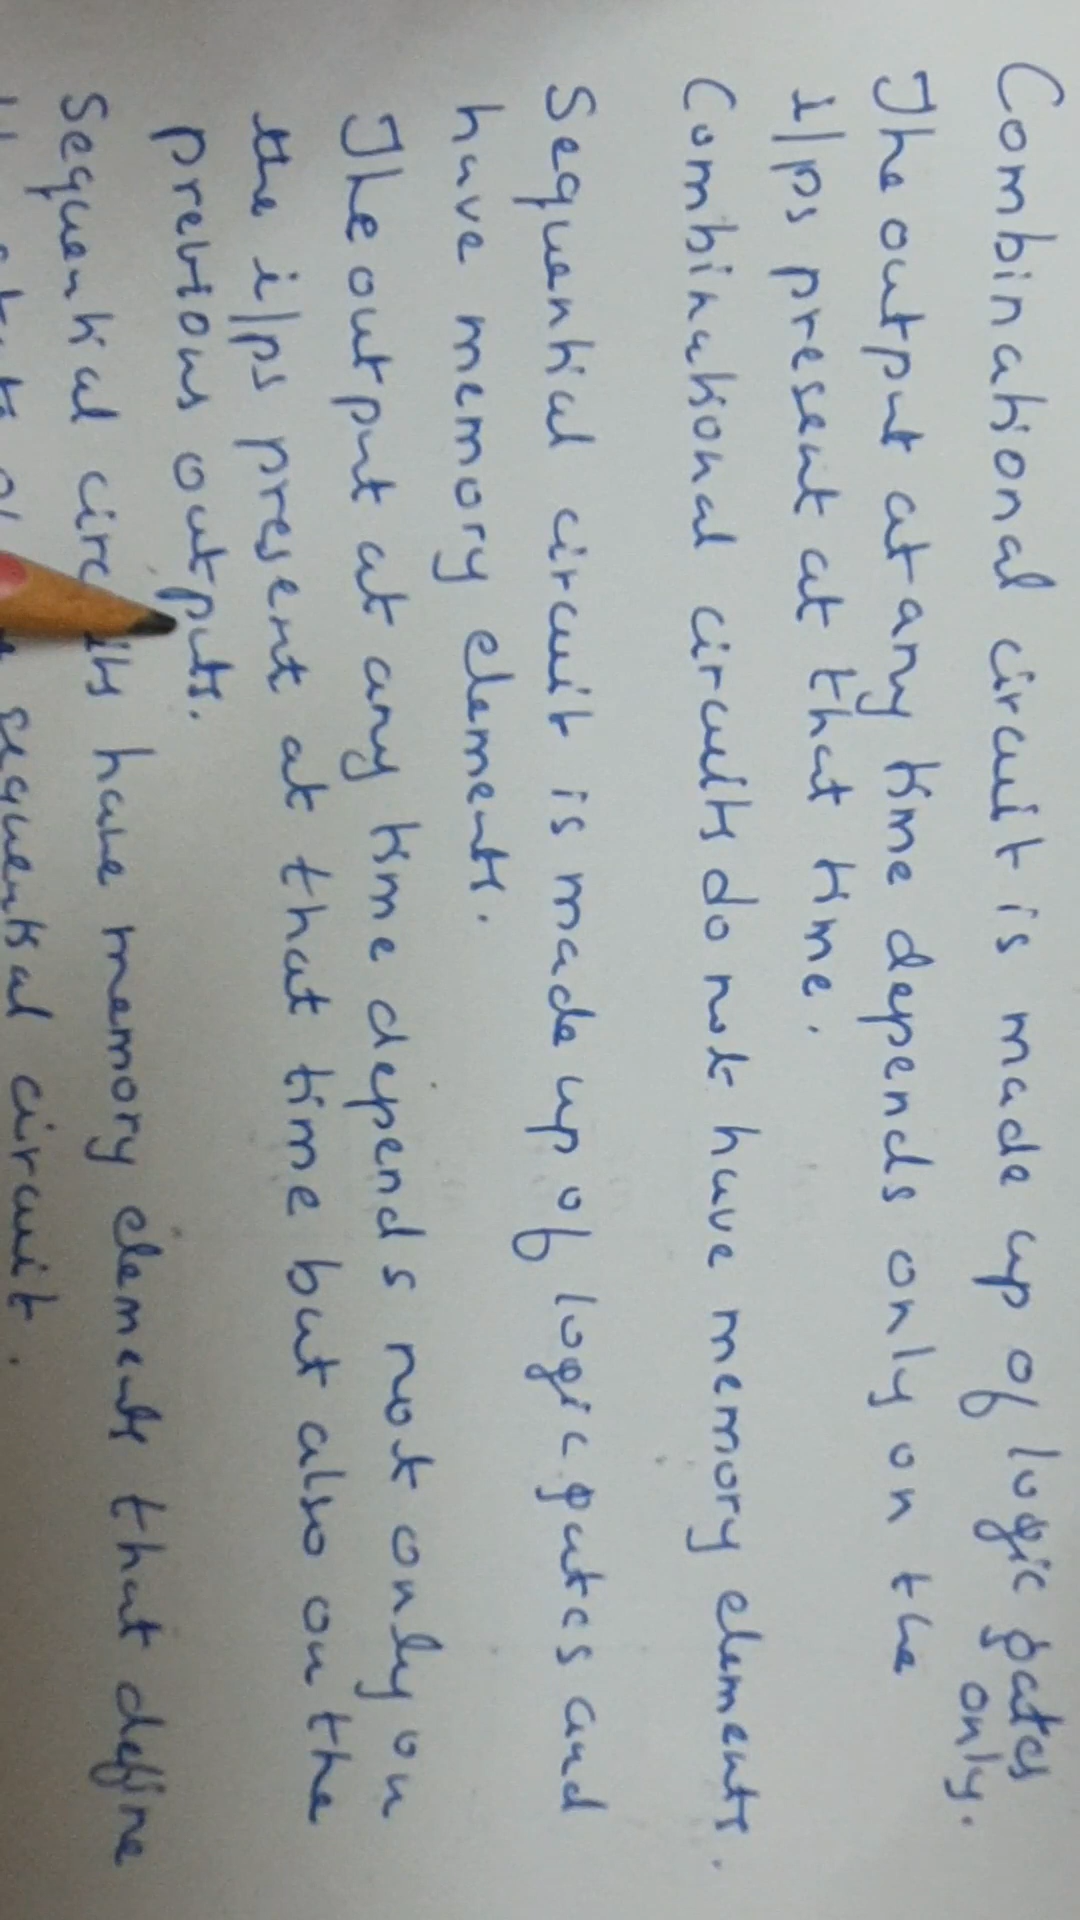 Combinational circuit is made up of logic gates
only.
The output at any time depends only on the
i/ps present at that time.
Combinational circuits do not have memory elements.
Sequential circuit is made up of logic gates and
have memory elements.
The output at any time depends not only on
the i/ps present at that time but also on the
previous outputs.
Sequential circuits have memory elements that define
sequential circuit.